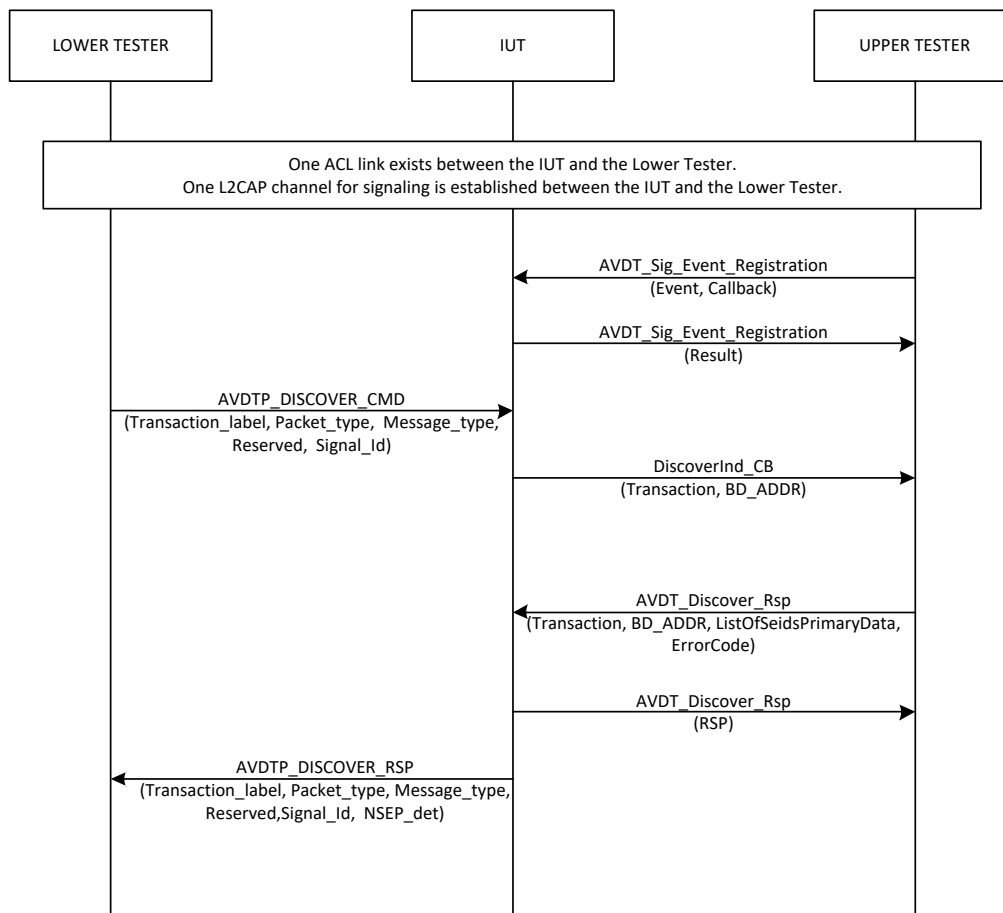 LOWER TESTER
IUT
UPPER TESTER
One ACL link exists between the IUT and the Lower Tester.
One L2CAP channel for signaling is established between the IUT and the Lower Tester.
AVDT_Sig_Event_Registration
(Event, Callback)
AVDT_Sig_Event_Registration
(Result)
AVDTP_DISCOVER_CMD
(Transaction_label, Packet_type,  Message_type,
Reserved,  Signal_Id)
DiscoverInd_CB
(Transaction, BD_ADDR)
AVDT_Discover_Rsp
(Transaction, BD_ADDR, ListOfSeidsPrimaryData,
ErrorCode)
AVDT_Discover_Rsp
(RSP)
AVDTP_DISCOVER_RSP
(Transaction_label, Packet_type, Message_type,
Reserved,Signal_Id,  NSEP_det)